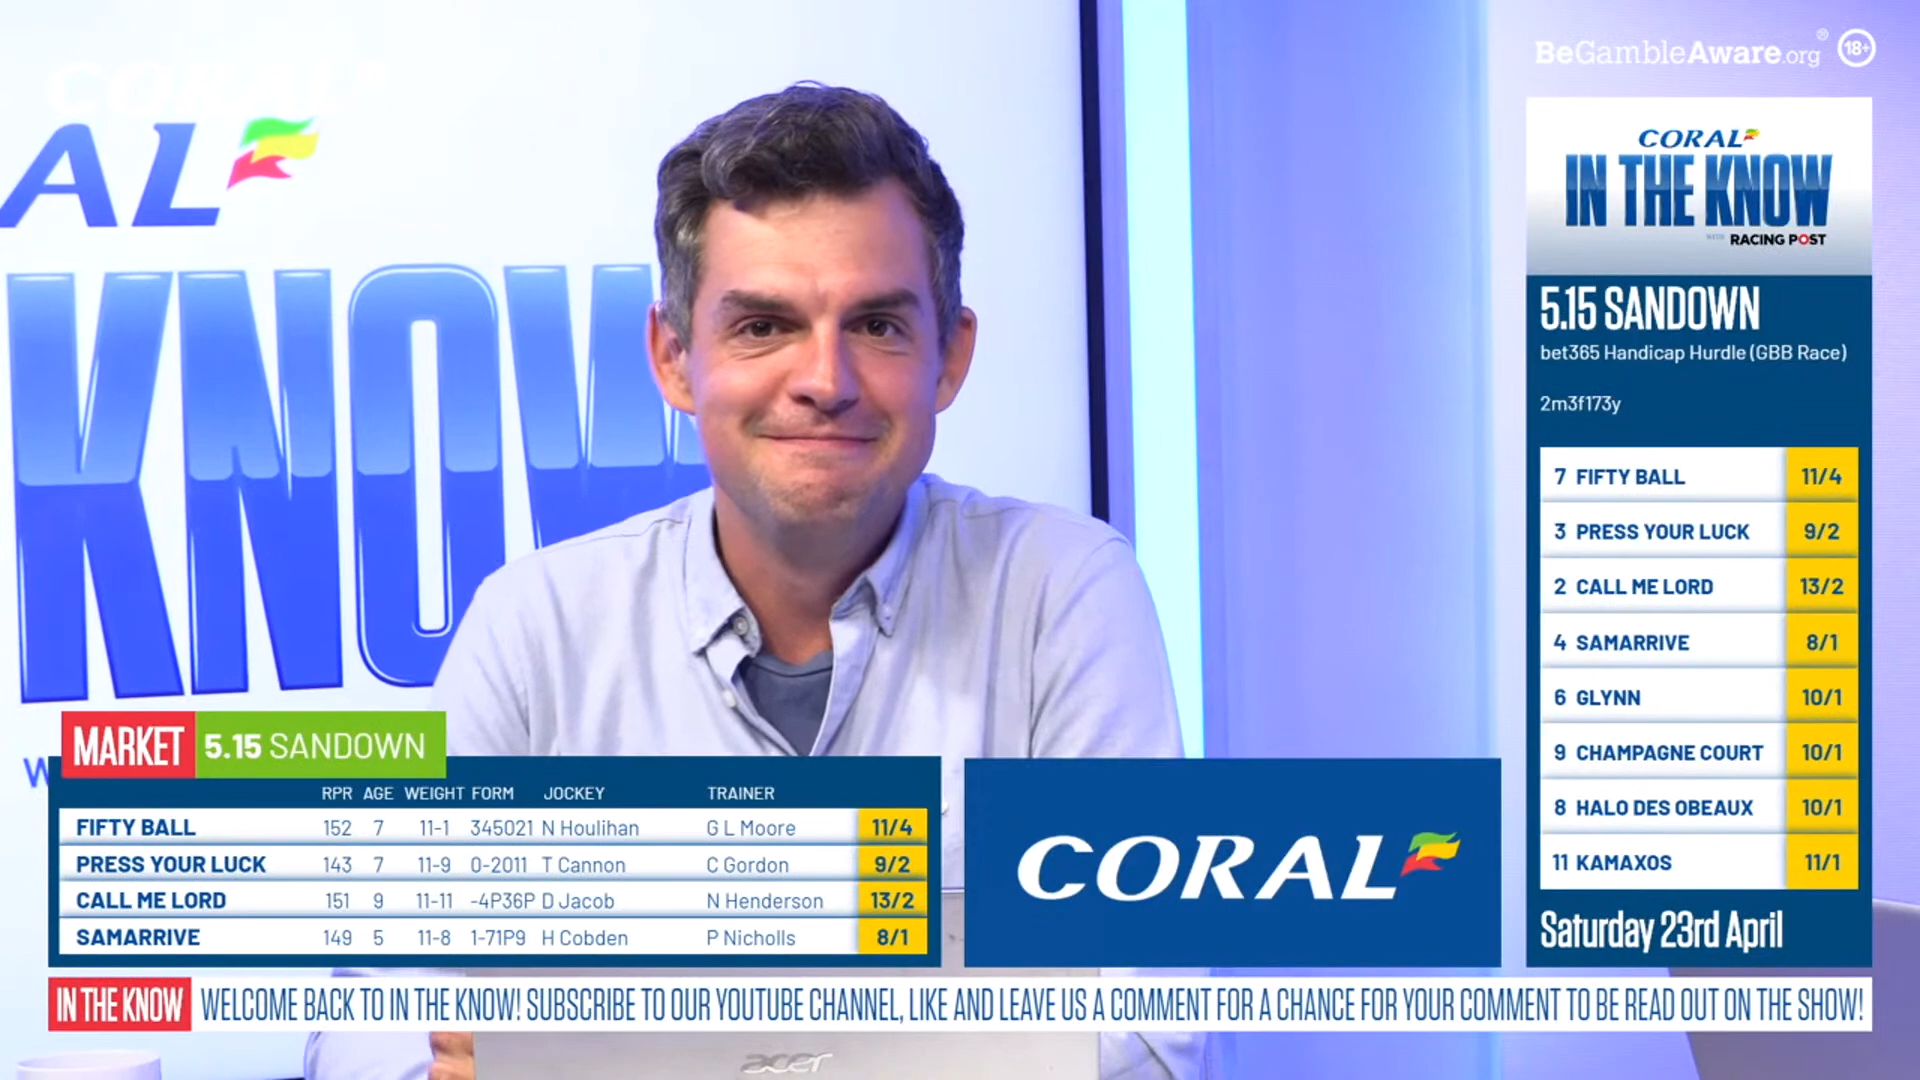 CORAL
AL
KNOW
W
BeGambleAware.org® 18+
CORAL
IN THE KNOW
WITH RACING POST
5.15 SANDOWN
bet365 Handicap Hurdle (GBB Race)
2m3f173y
7 FIFTY BALL 11/4
3 PRESS YOUR LUCK 9/2
2 CALL ME LORD 13/2
4 SAMARRIVE 8/1
6 GLYNN 10/1
9 CHAMPAGNE COURT 10/1
8 HALO DES OBEAUX 10/1
11 KAMAXOS 11/1
Saturday 23rd April
MARKET 5.15 SANDOWN
RPR AGE WEIGHT FORM JOCKEY TRAINER
FIFTY BALL 152 7 11-1 345021 N Houlihan G L Moore 11/4
PRESS YOUR LUCK 143 7 11-9 0-2011 T Cannon C Gordon 9/2
CALL ME LORD 151 9 11-11 -4P36P D Jacob N Henderson 13/2
SAMARRIVE 149 5 11-8 1-71P9 H Cobden P Nicholls 8/1
CORAL
IN THE KNOW WELCOME BACK TO IN THE KNOW! SUBSCRIBE TO OUR YOUTUBE CHANNEL, LIKE AND LEAVE US A COMMENT FOR A CHANCE FOR YOUR COMMENT TO BE READ OUT ON THE SHOW!
acer